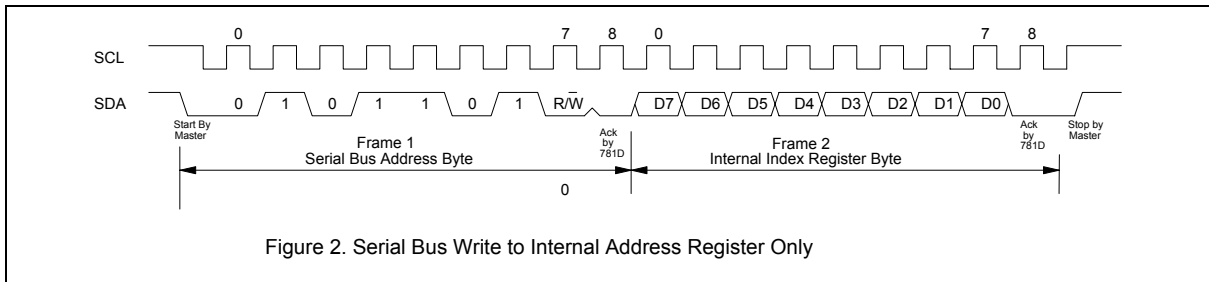 0 7 8 0 7 8
SCL
SDA 0 1 0 1 1 0 1 R/W D7 D6 D5 D4 D3 D2 D1 D0
Start By
Master
Ack
by
781D
Ack
by
781D
Stop by
Master
Frame 1
Serial Bus Address Byte
Frame 2
Internal Index Register Byte
0
Figure 2. Serial Bus Write to Internal Address Register Only